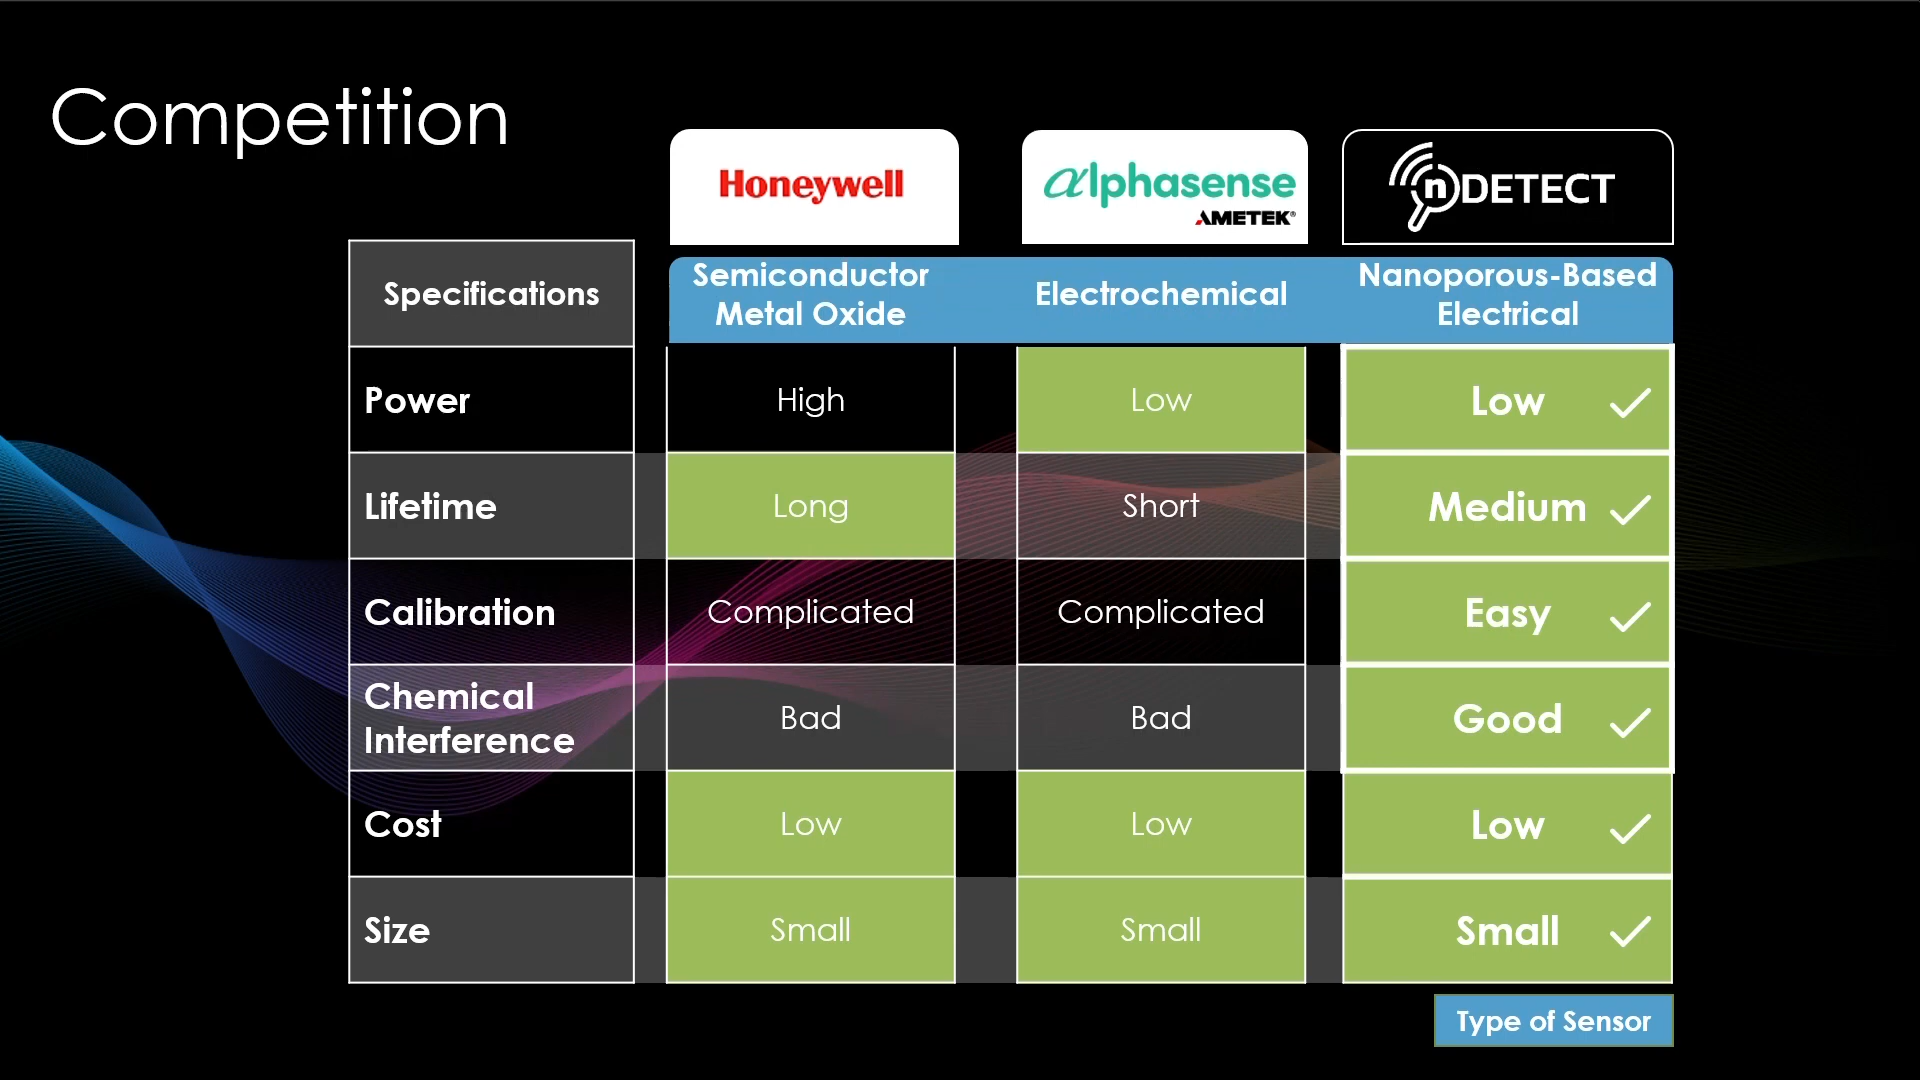 Competition
Honeywell
alphasense
AMETEK®
nDETECT
Specifications
Semiconductor
Metal Oxide
Electrochemical
Nanoporous-Based
Electrical
Power
High
Low
Low
Lifetime
Long
Short
Medium
Calibration
Complicated
Complicated
Easy
Chemical
Interference
Bad
Bad
Good
Cost
Low
Low
Low
Size
Small
Small
Small
Type of Sensor